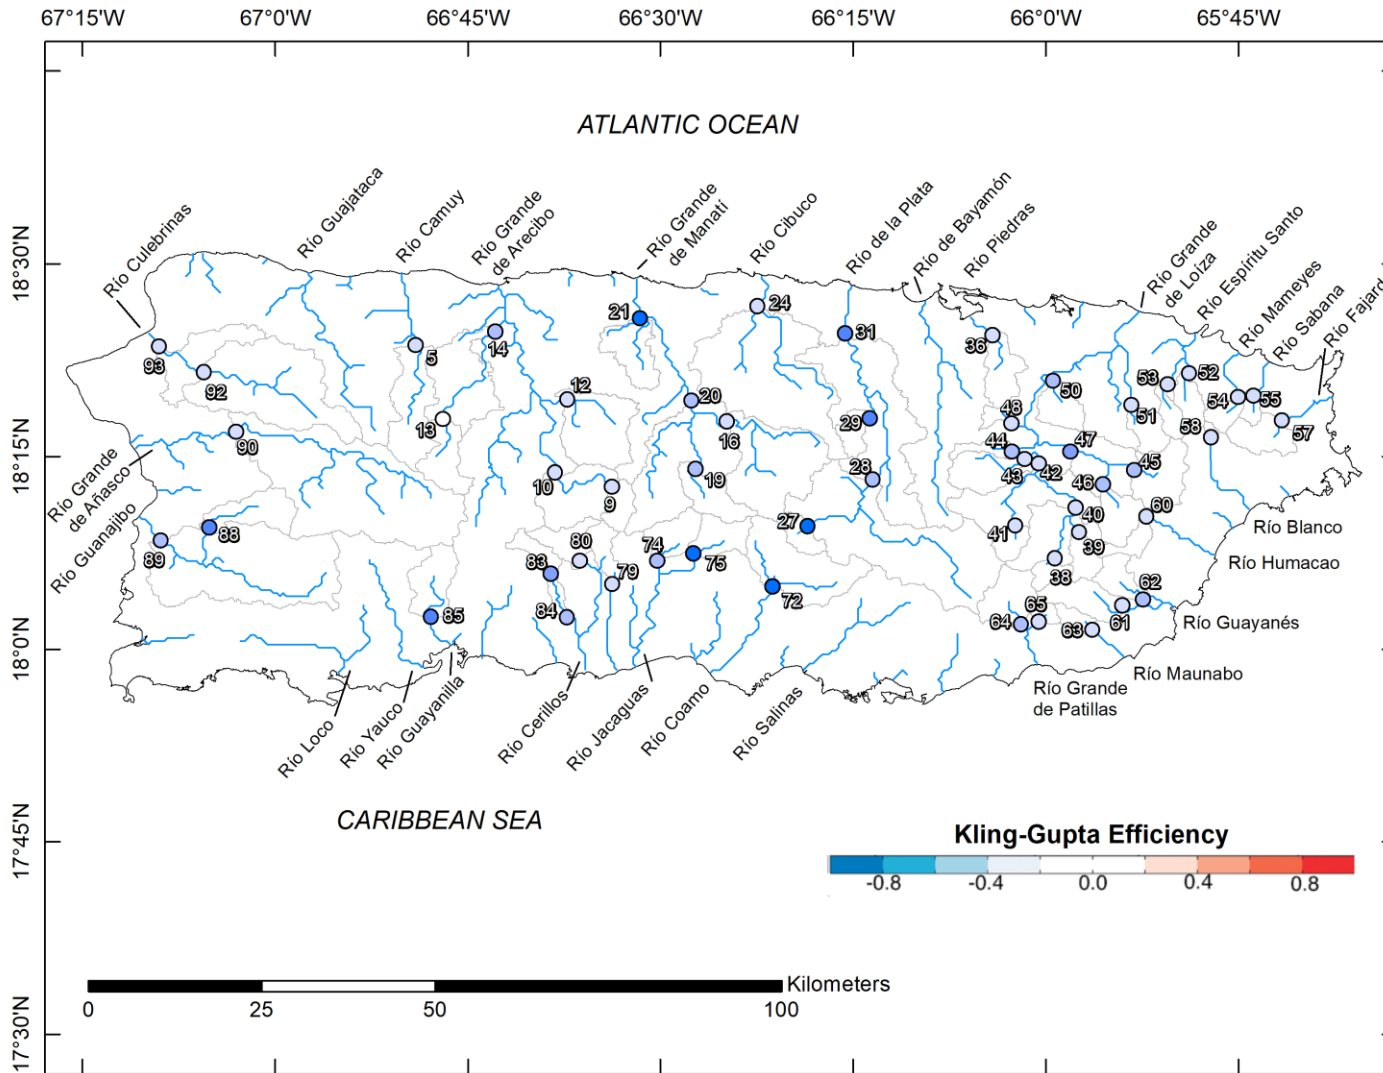 67°15'W 67°0'W 66°45'W 66°30'W 66°15'W 66°0'W 65°45'W
ATLANTIC OCEAN
Río Culebrinas
Río Guajataca
Río Camuy
Río Grande
de Arecibo
Río Grande
de Manatí
Río Cibuco
Río de la Plata
Río de Bayamón
Río Piedras
Río Grande
de Loíza
Río Espíritu Santo
Río Mameyes
Río Sabana
18°30'N
18°15'N
18°0'N
17°45'N
17°30'N
21
24
31
36
93
5
14
92
12
20
16
13
29
50
53
52
51
54
55
57
58
48
44
47
43
42
45
46
90
10
9
19
28
27
41
40
39
38
60
88
89
80
83
79
74
75
72
84
85
65
64
63
61
62
Río Grande
de Añasco
Río Guanajibo
Río Blanco
Río Humacao
Río Guayanés
Río Maunabo
Río Grande
de Patillas
Río Loco
Río Yauco
Río Guayanilla
Río Cerillos
Río Jacaguas
Río Coamo
Río Salinas
CARIBBEAN SEA
Kling-Gupta Efficiency
-0.8 -0.4 0.0 0.4 0.8
Kilometers
0 25 50 100